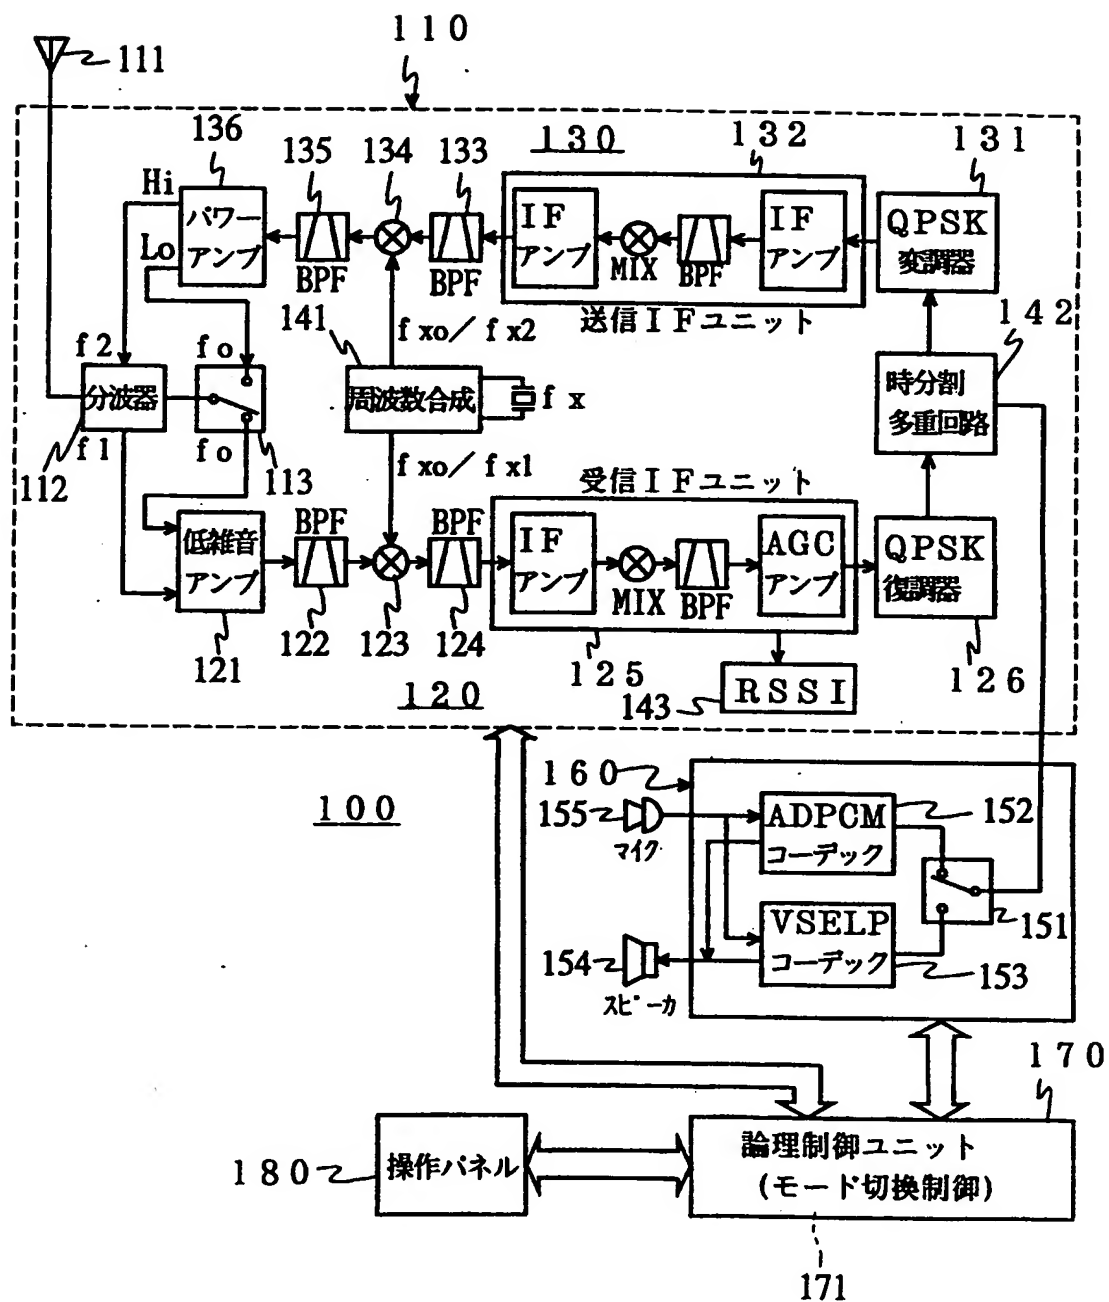 110
111
136
135
134
133
130
132
131
Hi
パワー
アンプ
Lo
BPF
BPF
IF
アンプ
MIX
BPF
IF
アンプ
QPSK
変調器
送信IFユニット
141
fxo/fx2
142
f2
fo
分波器
周波数合成
fx
時分割
多重回路
112
f1
fo
113
fxo/fx1
受信IFユニット
低雑音
アンプ
BPF
BPF
IF
アンプ
MIX
BPF
AGC
アンプ
QPSK
復調器
121
122
123
124
125
126
120
143
RSSI
100
160
155
マイク
ADPCM
コーデック
152
151
VSELP
コーデック
153
154
スピーカ
170
180
操作パネル
論理制御ユニット
(モード切換制御)
171